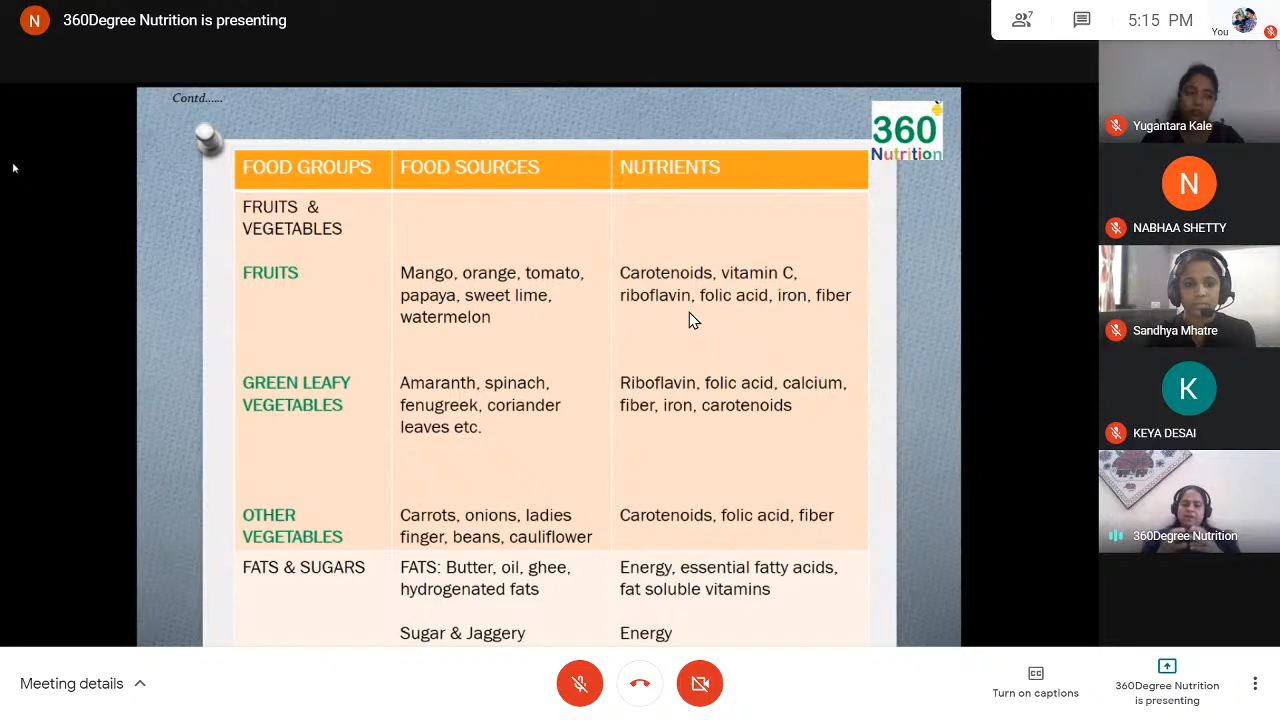 N 360Degree Nutrition is presenting
7
5:15 PM
You
Contd......
360
Nutrition
FOOD GROUPS FOOD SOURCES NUTRIENTS
FRUITS &
VEGETABLES
FRUITS Mango, orange, tomato, Carotenoids, vitamin C,
papaya, sweet lime, riboflavin, folic acid, iron, fiber
watermelon
GREEN LEAFY Amaranth, spinach, Riboflavin, folic acid, calcium,
VEGETABLES fenugreek, coriander fiber, iron, carotenoids
leaves etc.
OTHER Carrots, onions, ladies Carotenoids, folic acid, fiber
VEGETABLES finger, beans, cauliflower
FATS & SUGARS FATS: Butter, oil, ghee, Energy, essential fatty acids,
hydrogenated fats fat soluble vitamins
Sugar & Jaggery Energy
Yugantara Kale
N
NABHAA SHETTY
Sandhya Mhatre
K
KEYA DESAI
360Degree Nutrition
Meeting details
CC
Turn on captions
360Degree Nutrition
is presenting